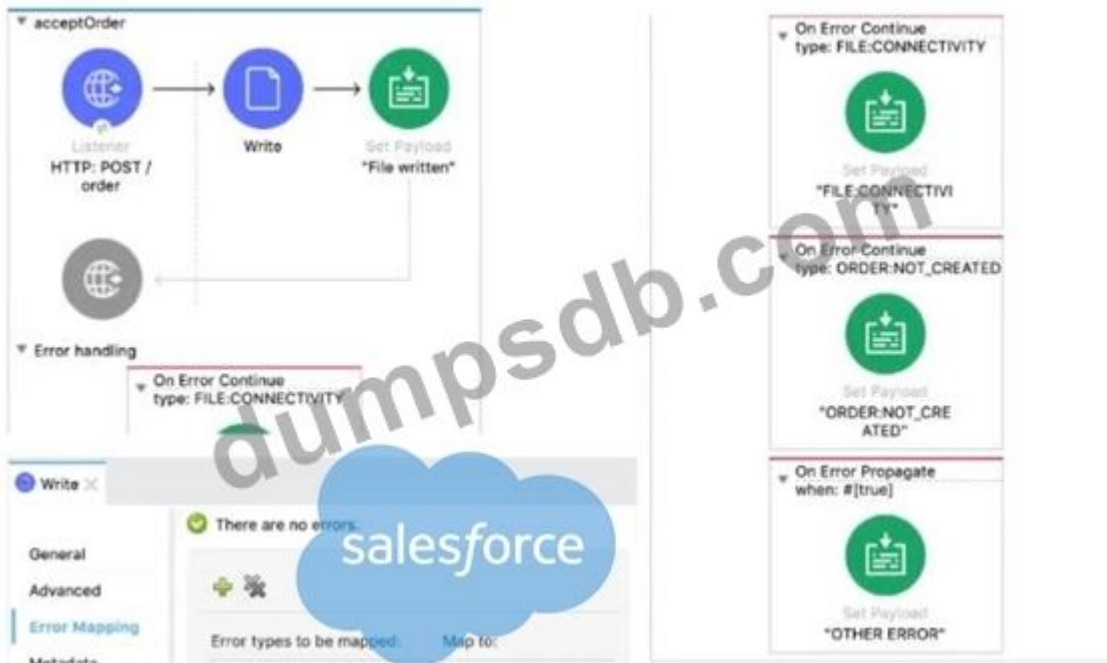 acceptOrder
Listener
HTTP: POST /
order
Write
Set Payload
"File written"
Error handling
On Error Continue
type: FILE:CONNECTIVITY
Write
General
Advanced
Error Mapping
Metadata
There are no errors.
Error types to be mapped:
Map to:
salesforce
On Error Continue
type: FILE:CONNECTIVITY
Set Payload
"FILE:CONNECTIVI
TY"
On Error Continue
type: ORDER:NOT_CREATED
Set Payload
"ORDER:NOT_CRE
ATED"
On Error Propagate
when: #[true]
Set Payload
"OTHER ERROR"
dumpsdb.com